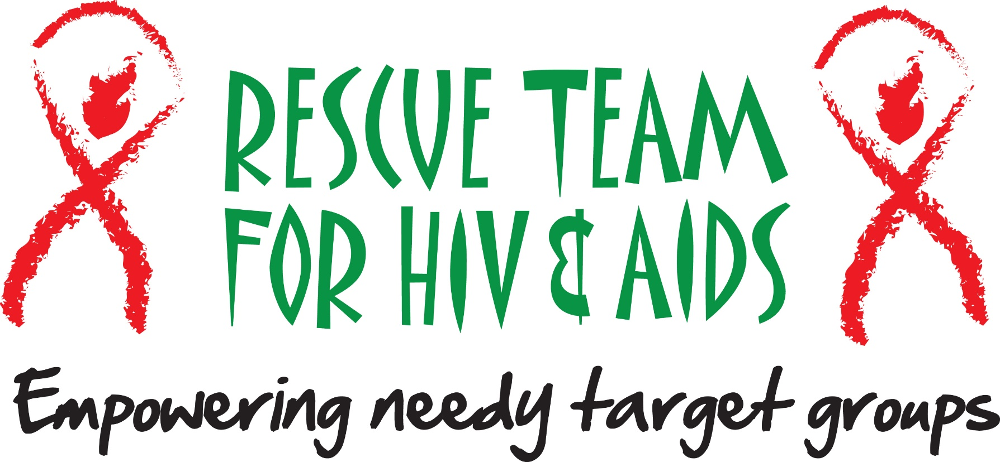 RESCUE TEAM
FOR HIV & AIDS
Empowering needy target groups